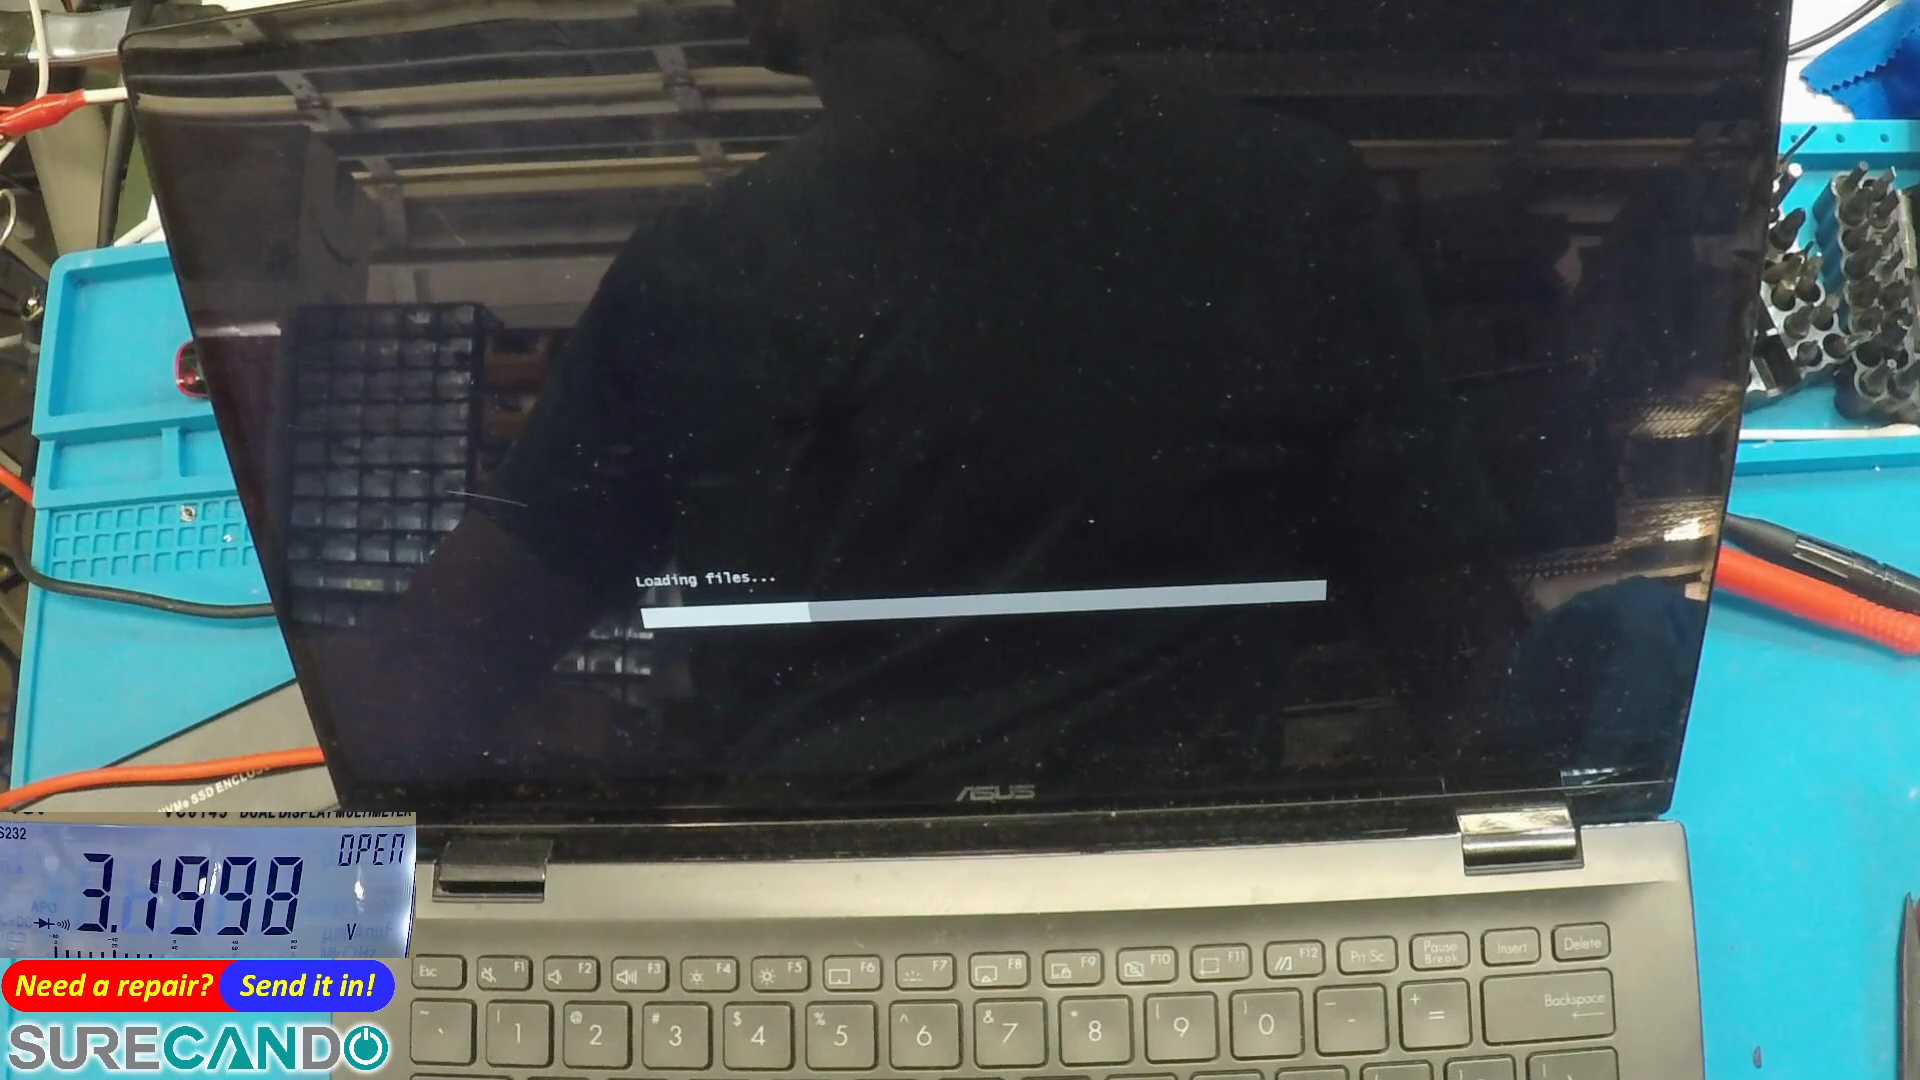 Loading files...
ASUS
NVMe SSD ENCLOSU
DUAL DISPLAY MULTIMETER
S232
OPEN
3.1998
APO
V
Need a repair? Send it in!
SURECANDO
Esc F1 F2 F3 F4 F5 F6 F7 F8 F9 F10 F11 F12 Prt Sc Pause Break Insert Delete
~ ` ! 1 @ 2 # 3 $ 4 % 5 ^ 6 & 7 * 8 ( 9 ) 0 _ - + = Backspace